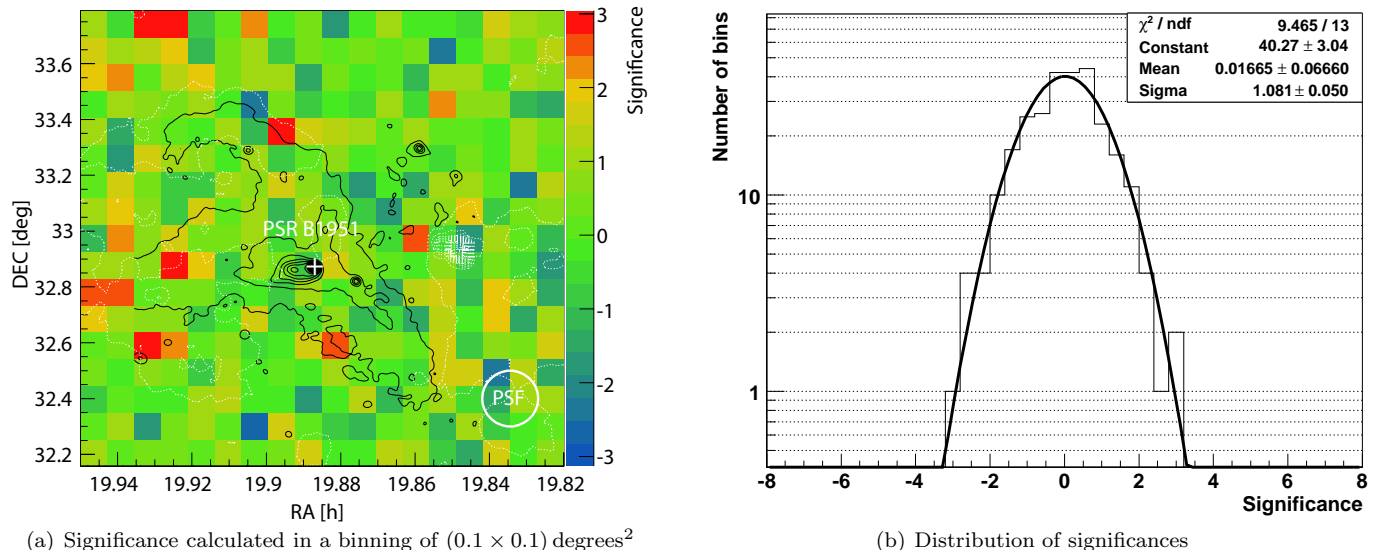 3
2
1
0
-1
-2
-3
Significance
33.6
33.4
33.2
33
32.8
32.6
32.4
32.2
DEC [deg]
PSR B1951
PSF
19.94
19.92
19.9
19.88
19.86
19.84
19.82
RA [h]
(a) Significance calculated in a binning of (0.1 × 0.1) degrees²
Number of bins
10
1
χ² / ndf 9.465 / 13
Constant 40.27 ± 3.04
Mean 0.01665 ± 0.06660
Sigma 1.081 ± 0.050
-8
-6
-4
-2
0
2
4
6
8
Significance
(b) Distribution of significances